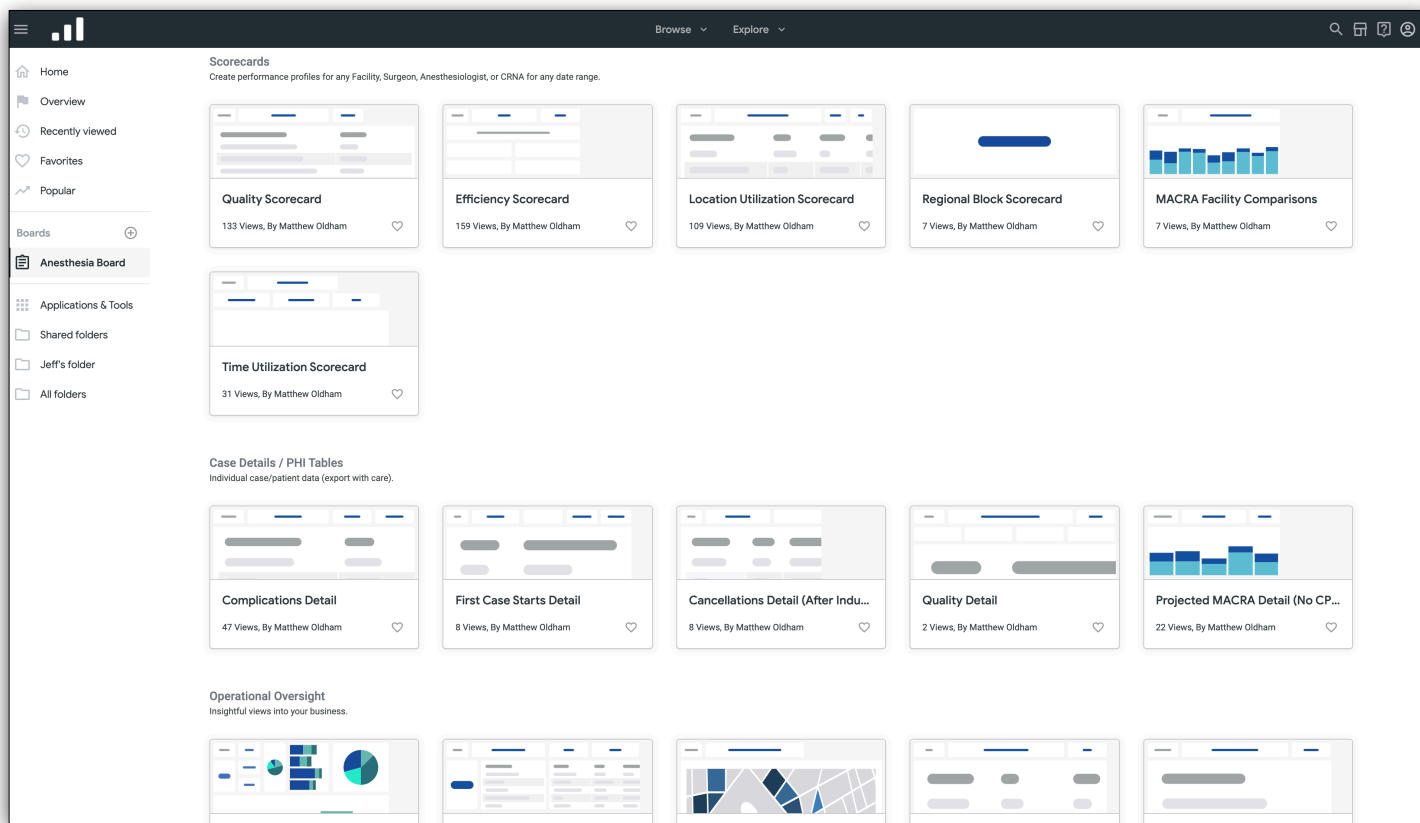 Browse
Explore
Home
Overview
Recently viewed
Favorites
Popular
Boards
Anesthesia Board
Applications & Tools
Shared folders
Jeff's folder
All folders
Scorecards
Create performance profiles for any Facility, Surgeon, Anesthesiologist, or CRNA for any date range.
Quality Scorecard
133 Views, By Matthew Oldham
Efficiency Scorecard
159 Views, By Matthew Oldham
Location Utilization Scorecard
109 Views, By Matthew Oldham
Regional Block Scorecard
7 Views, By Matthew Oldham
MACRA Facility Comparisons
7 Views, By Matthew Oldham
Time Utilization Scorecard
31 Views, By Matthew Oldham
Case Details / PHI Tables
Individual case/patient data (export with care).
Complications Detail
47 Views, By Matthew Oldham
First Case Starts Detail
8 Views, By Matthew Oldham
Cancellations Detail (After Indu...
8 Views, By Matthew Oldham
Quality Detail
2 Views, By Matthew Oldham
Projected MACRA Detail (No CP...
22 Views, By Matthew Oldham
Operational Oversight
Insightful views into your business.